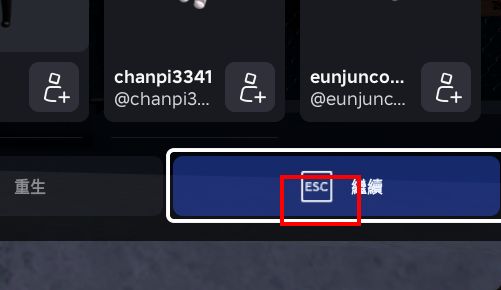 chanpi3341
@chanpi3...
eunjunco...
@eunjunc...
重生
ESC 繼續